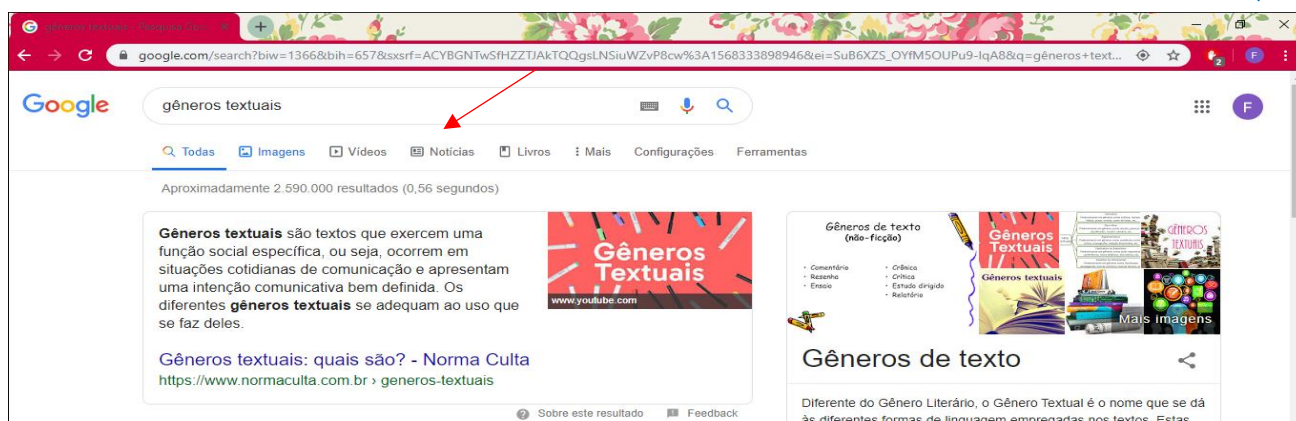 google.com/search?biw=1366&bih=657&sxsrf=ACYBGNTwSfHZZTJAkTQQgsLNSiuWZvP8cw%3A1568333898946&ei=SuB6XZS_OYfM5OUPu9-IqA8&q=gêneros+text...
2
F
Google
gêneros textuais
F
Todas
Imagens
Vídeos
Notícias
Livros
Mais
Configurações
Ferramentas
Aproximadamente 2.590.000 resultados (0,56 segundos)
Gêneros textuais são textos que exercem uma
função social específica, ou seja, ocorrem em
situações cotidianas de comunicação e apresentam
uma intenção comunicativa bem definida. Os
diferentes gêneros textuais se adequam ao uso que
se faz deles.
Gêneros
Textuais
www.youtube.com
Gêneros textuais: quais são? - Norma Culta
https://www.normaculta.com.br › generos-textuais
Sobre este resultado
Feedback
Gêneros de texto
(não-ficção)
- Comentário
- Resenha
- Ensaio
- Crônica
- Crítica
- Estudo dirigido
- Relatório
Gêneros
Textuais
GÊNEROS
TEXTUAIS
Gêneros textuais
Mais imagens
Gêneros de texto
Diferente do Gênero Literário, o Gênero Textual é o nome que se dá
às diferentes formas de linguagem empregadas nos textos. Estas